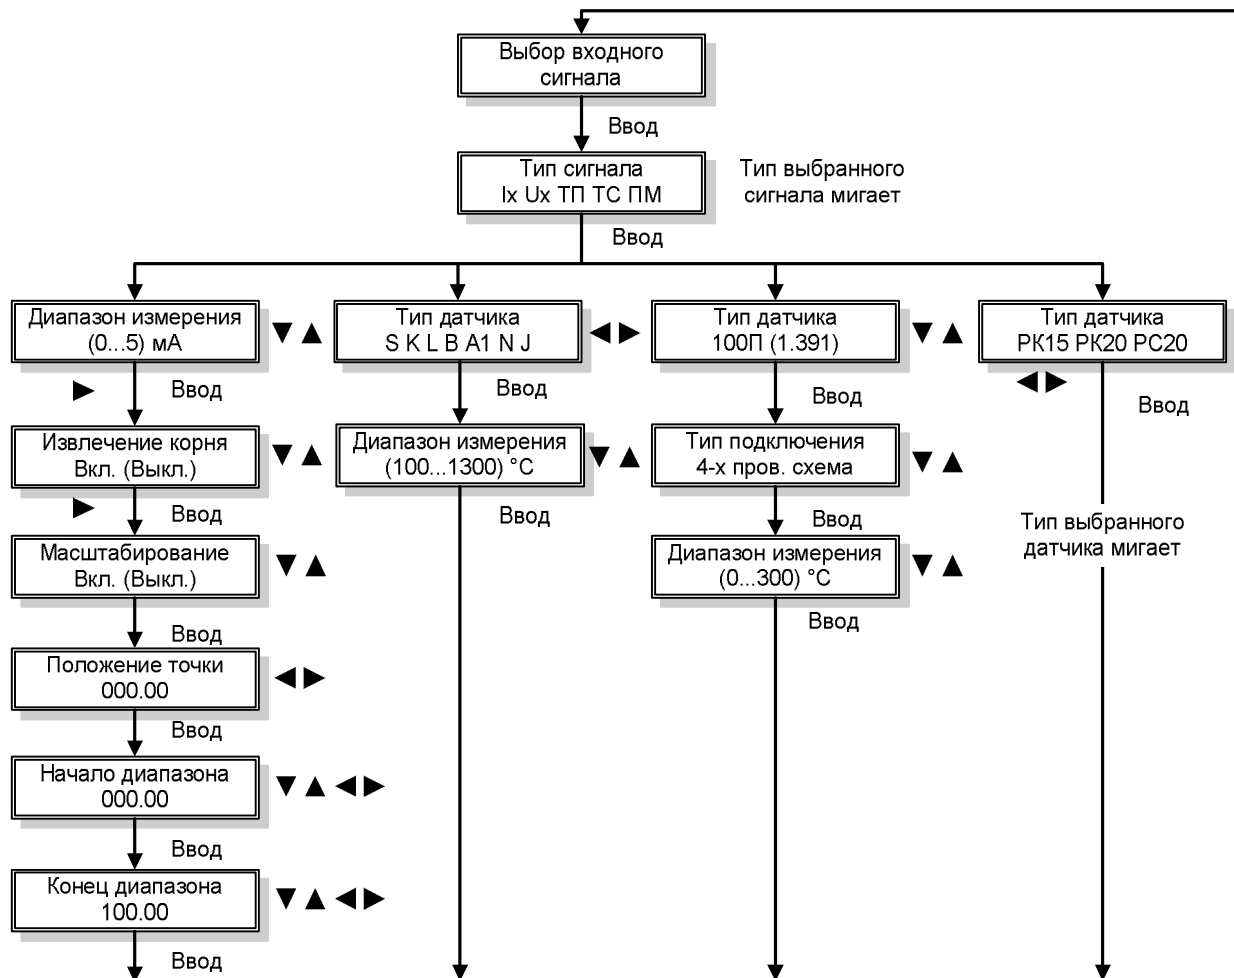 Выбор входного
сигнала
Ввод
Тип сигнала
Ix Ux ТП ТС ПМ
Тип выбранного
сигнала мигает
Ввод
Диапазон измерения
(0...5) мА
Ввод
Извлечение корня
Вкл. (Выкл.)
Ввод
Масштабирование
Вкл. (Выкл.)
Ввод
Положение точки
000.00
Ввод
Начало диапазона
000.00
Ввод
Конец диапазона
100.00
Ввод
Тип датчика
S K L B A1 N J
Ввод
Диапазон измерения
(100...1300) °C
Ввод
Тип датчика
100П (1.391)
Ввод
Тип подключения
4-х пров. схема
Ввод
Диапазон измерения
(0...300) °C
Ввод
Тип датчика
РК15 РК20 РС20
Ввод
Тип выбранного
датчика мигает